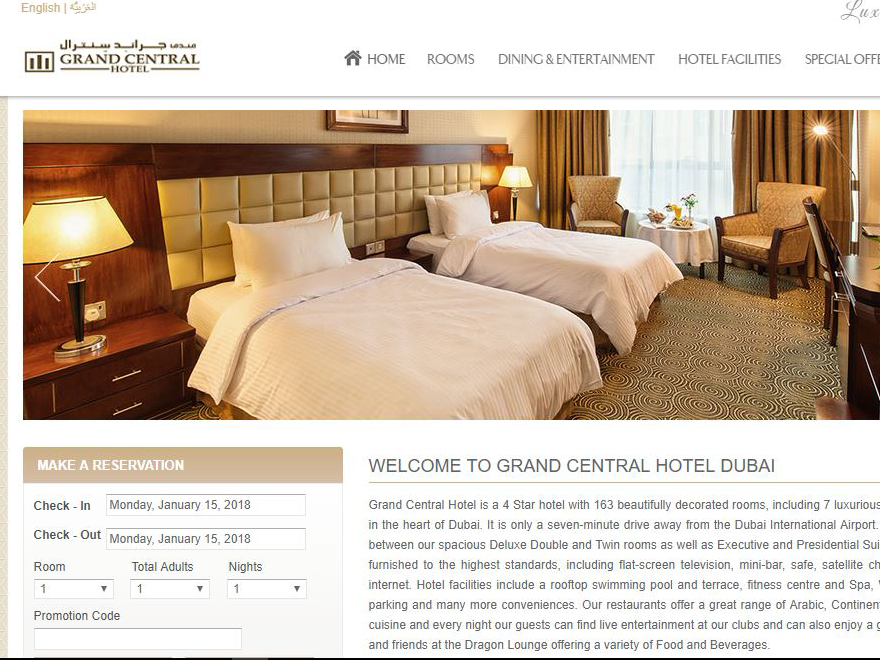 English | العَرَبِيَّة
فندق جراند سنترال
GRAND CENTRAL
HOTEL
HOME ROOMS DINING & ENTERTAINMENT HOTEL FACILITIES SPECIAL OFFE
MAKE A RESERVATION
Check - In Monday, January 15, 2018
Check - Out Monday, January 15, 2018
Room Total Adults Nights
1 1 1
Promotion Code
WELCOME TO GRAND CENTRAL HOTEL DUBAI
Grand Central Hotel is a 4 Star hotel with 163 beautifully decorated rooms, including 7 luxurious
in the heart of Dubai. It is only a seven-minute drive away from the Dubai International Airport.
between our spacious Deluxe Double and Twin rooms as well as Executive and Presidential Sui
furnished to the highest standards, including flat-screen television, mini-bar, safe, satellite ch
internet. Hotel facilities include a rooftop swimming pool and terrace, fitness centre and Spa,
parking and many more conveniences. Our restaurants offer a great range of Arabic, Continen
cuisine and every night our guests can find live entertainment at our clubs and can also enjoy a g
and friends at the Dragon Lounge offering a variety of Food and Beverages.